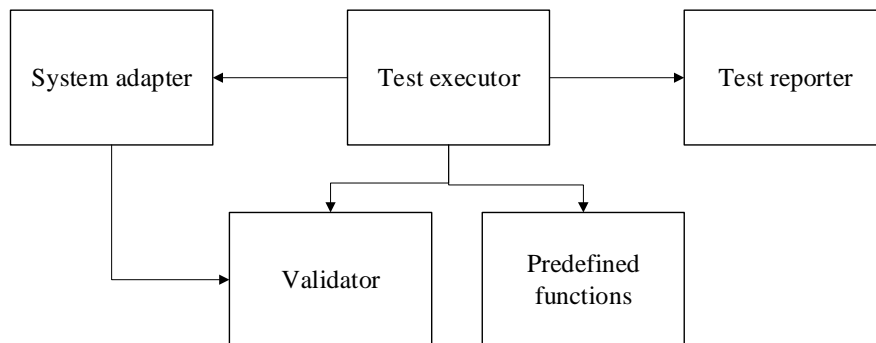 System adapter
Test executor
Test reporter
Validator
Predefined
functions